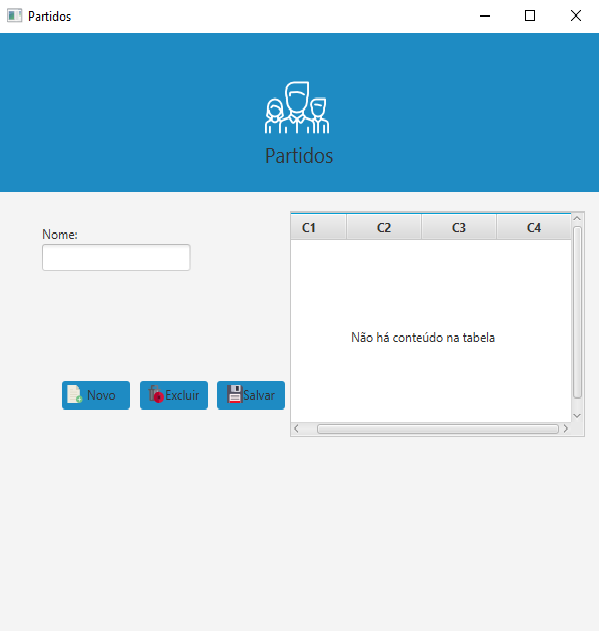 Partidos
Partidos
Nome:
C1 C2 C3 C4
Não há conteúdo na tabela
Novo Excluir Salvar